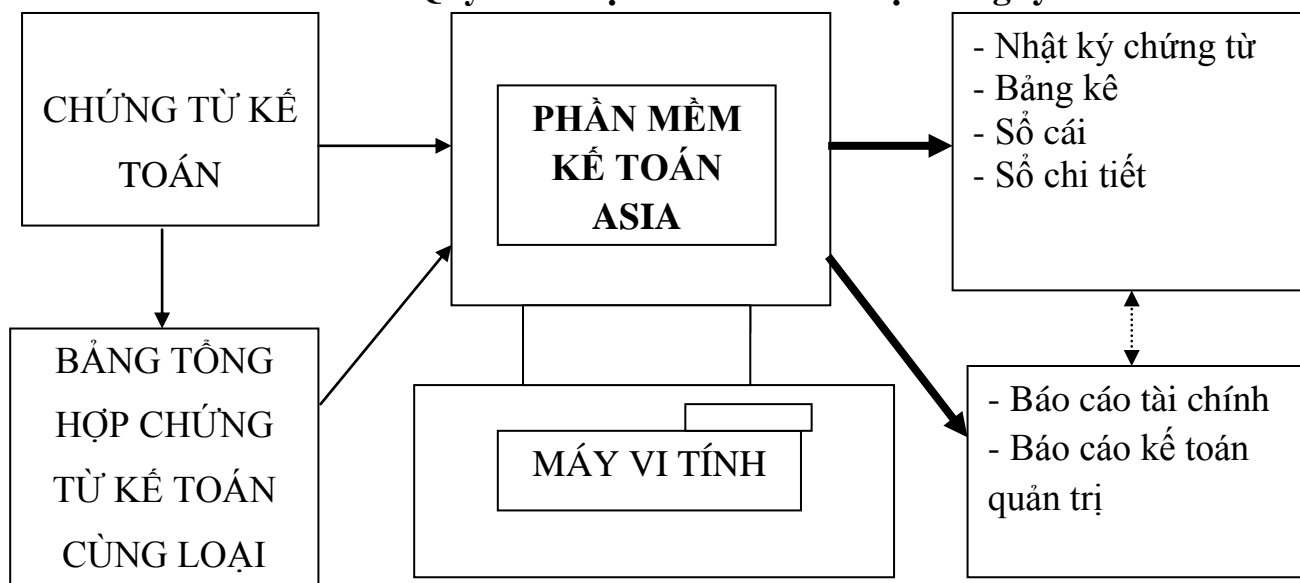 CHỨNG TỪ KẾ
TOÁN
BẢNG TỔNG
HỢP CHỨNG
TỪ KẾ TOÁN
CÙNG LOẠI
PHẦN MỀM
KẾ TOÁN
ASIA
MÁY VI TÍNH
- Nhật ký chứng từ
- Bảng kê
- Sổ cái
- Sổ chi tiết
- Báo cáo tài chính
- Báo cáo kế toán
quản trị